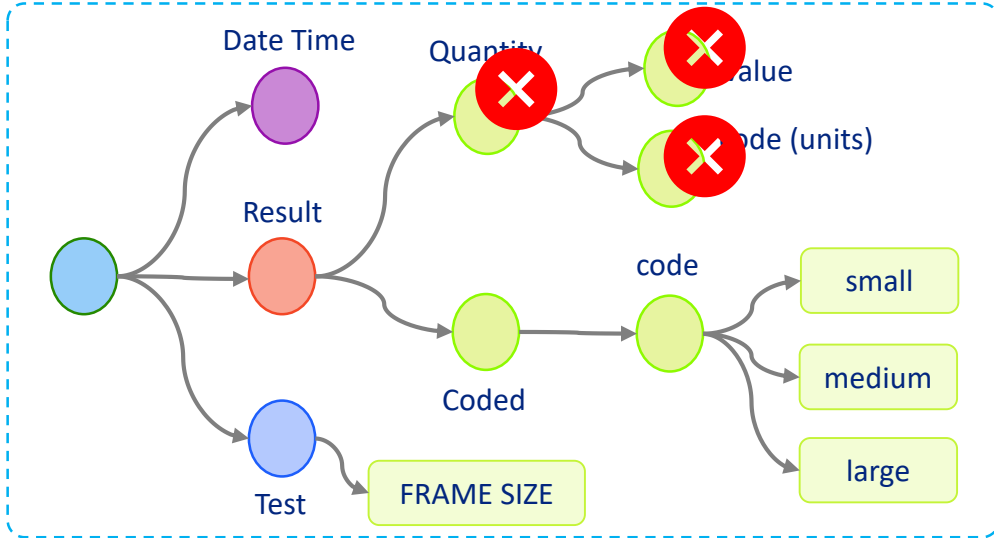 Date Time
Quantity
Value
code (units)
Result
code
small
Coded
medium
large
Test
FRAME SIZE